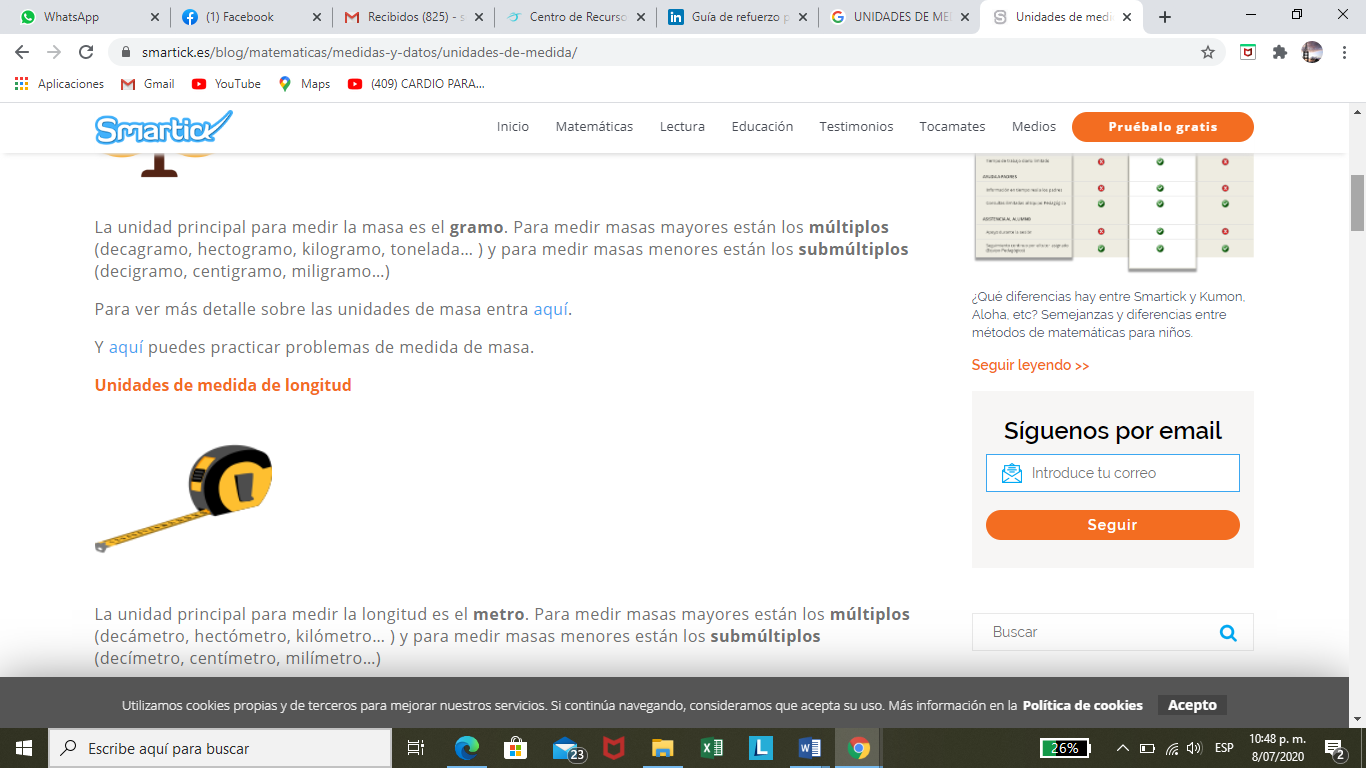 WhatsApp
(1) Facebook
Recibidos (825) - s
Centro de Recurso
Guía de refuerzo p
UNIDADES DE MED
Unidades de medi
smartick.es/blog/matematicas/medidas-y-datos/unidades-de-medida/
Aplicaciones
Gmail
YouTube
Maps
(409) CARDIO PARA...
Smartick
Inicio
Matemáticas
Lectura
Educación
Testimonios
Tocamates
Medios
Pruébalo gratis
La unidad principal para medir la masa es el gramo. Para medir masas mayores están los múltiplos
(decagramo, hectogramo, kilogramo, tonelada... ) y para medir masas menores están los submúltiplos
(decigramo, centigramo, miligramo...)
Para ver más detalle sobre las unidades de masa entra aquí.
Y aquí puedes practicar problemas de medida de masa.
Unidades de medida de longitud
La unidad principal para medir la longitud es el metro. Para medir masas mayores están los múltiplos
(decámetro, hectómetro, kilómetro... ) y para medir masas menores están los submúltiplos
(decímetro, centímetro, milímetro...)
¿Qué diferencias hay entre Smartick y Kumon,
Aloha, etc? Semejanzas y diferencias entre
métodos de matemáticas para niños.
Seguir leyendo >>
Síguenos por email
Introduce tu correo
Seguir
Buscar
Utilizamos cookies propias y de terceros para mejorar nuestros servicios. Si continúa navegando, consideramos que acepta su uso. Más información en la Política de cookies
Acepto
Escribe aquí para buscar
23
26%
ESP
10:48 p. m.
8/07/2020
2